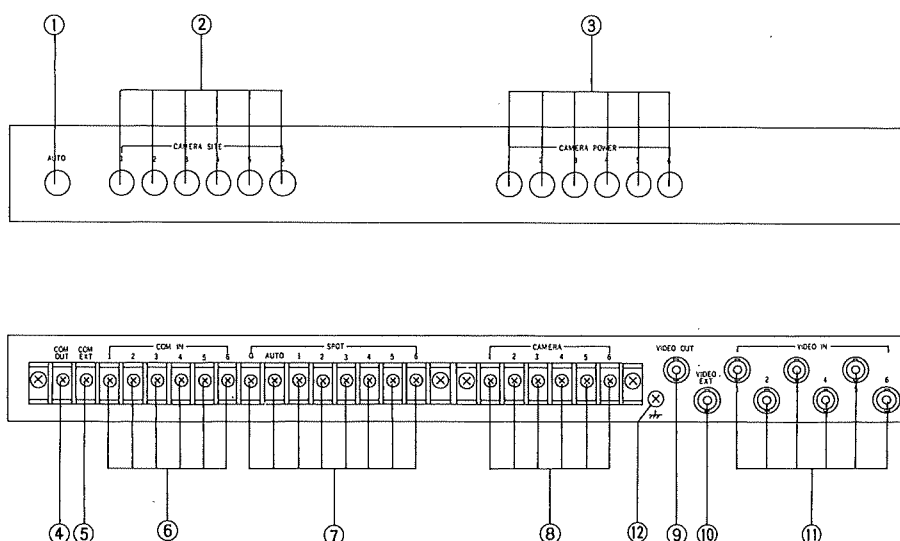 ① ② ③
AUTO CAMERA SITE CAMERA POWER
1 2 3 4 5 6 1 2 3 4 5 6
COM OUT COM EXT COM IN SPOT CAMERA VIDEO OUT VIDEO IN
1 2 3 4 5 6 G AUTO 1 2 3 4 5 6 1 2 3 4 5 6
VIDEO EXT 1 2 3 4 5 6
④ ⑤ ⑥ ⑦ ⑧ ⑫ ⑨ ⑩ ⑪